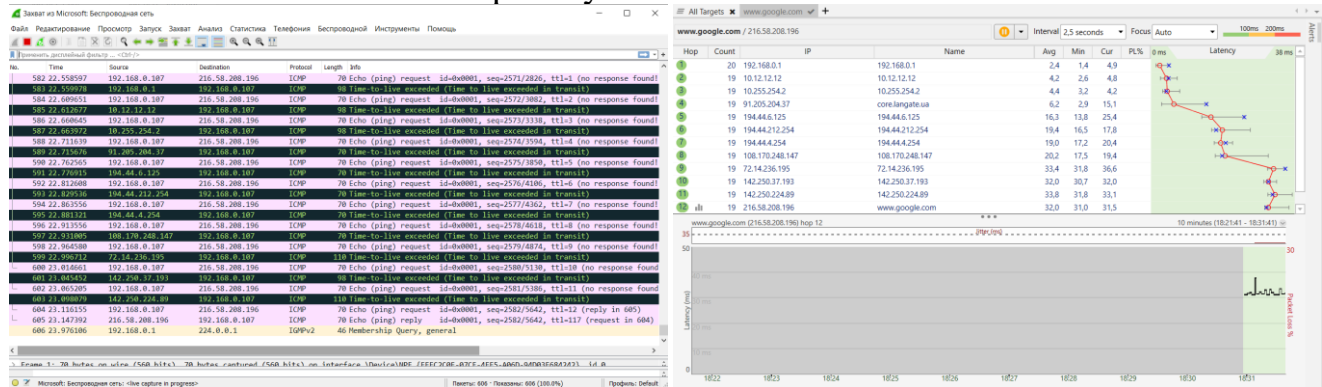 Захват из Microsoft: Беспроводная сеть
Файл Редактирование Просмотр Запуск Захват Анализ Статистика Телефония Беспроводной Инструменты Помощь
Применить дисплейный фильтр ... <Ctrl-/>
No. Time Source Destination Protocol Length Info
582 22.558597 192.168.0.107 216.58.208.196 ICMP 70 Echo (ping) request id=0x0001, seq=2571/2826, ttl=1 (no response found!
583 22.559978 192.168.0.1 192.168.0.107 ICMP 98 Time-to-live exceeded (Time to live exceeded in transit)
584 22.609651 192.168.0.107 216.58.208.196 ICMP 70 Echo (ping) request id=0x0001, seq=2572/3082, ttl=2 (no response found!
585 22.612677 10.12.12.12 192.168.0.107 ICMP 98 Time-to-live exceeded (Time to live exceeded in transit)
586 22.660645 192.168.0.107 216.58.208.196 ICMP 70 Echo (ping) request id=0x0001, seq=2573/3338, ttl=3 (no response found!
587 22.663972 10.255.254.2 192.168.0.107 ICMP 98 Time-to-live exceeded (Time to live exceeded in transit)
588 22.711639 192.168.0.107 216.58.208.196 ICMP 70 Echo (ping) request id=0x0001, seq=2574/3594, ttl=4 (no response found!
589 22.715676 91.205.204.37 192.168.0.107 ICMP 70 Time-to-live exceeded (Time to live exceeded in transit)
590 22.762565 192.168.0.107 216.58.208.196 ICMP 70 Echo (ping) request id=0x0001, seq=2575/3850, ttl=5 (no response found!
591 22.776915 194.44.6.125 192.168.0.107 ICMP 70 Time-to-live exceeded (Time to live exceeded in transit)
592 22.812608 192.168.0.107 216.58.208.196 ICMP 70 Echo (ping) request id=0x0001, seq=2576/4106, ttl=6 (no response found!
593 22.829536 194.44.212.254 192.168.0.107 ICMP 70 Time-to-live exceeded (Time to live exceeded in transit)
594 22.863556 192.168.0.107 216.58.208.196 ICMP 70 Echo (ping) request id=0x0001, seq=2577/4362, ttl=7 (no response found!
595 22.881321 194.44.4.254 192.168.0.107 ICMP 70 Time-to-live exceeded (Time to live exceeded in transit)
596 22.913556 192.168.0.107 216.58.208.196 ICMP 70 Echo (ping) request id=0x0001, seq=2578/4618, ttl=8 (no response found!
597 22.931005 108.170.248.147 192.168.0.107 ICMP 70 Time-to-live exceeded (Time to live exceeded in transit)
598 22.964580 192.168.0.107 216.58.208.196 ICMP 70 Echo (ping) request id=0x0001, seq=2579/4874, ttl=9 (no response found!
599 22.996712 72.14.236.195 192.168.0.107 ICMP 110 Time-to-live exceeded (Time to live exceeded in transit)
600 23.014661 192.168.0.107 216.58.208.196 ICMP 70 Echo (ping) request id=0x0001, seq=2580/5130, ttl=10 (no response found
601 23.045452 142.250.37.193 192.168.0.107 ICMP 98 Time-to-live exceeded (Time to live exceeded in transit)
602 23.065205 192.168.0.107 216.58.208.196 ICMP 70 Echo (ping) request id=0x0001, seq=2581/5386, ttl=11 (no response found
603 23.098079 142.250.224.89 192.168.0.107 ICMP 110 Time-to-live exceeded (Time to live exceeded in transit)
604 23.116155 192.168.0.107 216.58.208.196 ICMP 70 Echo (ping) request id=0x0001, seq=2582/5642, ttl=12 (reply in 605)
605 23.147392 216.58.208.196 192.168.0.107 ICMP 70 Echo (ping) reply id=0x0001, seq=2582/5642, ttl=117 (request in 604)
606 23.976106 192.168.0.1 224.0.0.1 IGMPv2 46 Membership Query, general
Microsoft: Беспроводная сеть: <live capture in progress> Пакеты: 606 · Показаны: 606 (100.0%) Профиль: Default
All Targets www.google.com
www.google.com / 216.58.208.196 Interval 2,5 seconds Focus Auto 100ms 200ms
Alerts
Hop Count IP Name Avg Min Cur PL% 0 ms Latency 38 ms
1 20 192.168.0.1 192.168.0.1 2,4 1,4 4,9
2 19 10.12.12.12 10.12.12.12 4,2 2,6 4,8
3 19 10.255.254.2 10.255.254.2 4,4 3,2 4,2
4 19 91.205.204.37 core.langate.ua 6,2 2,9 15,1
5 19 194.44.6.125 194.44.6.125 16,3 13,8 25,4
6 19 194.44.212.254 194.44.212.254 19,4 16,5 17,8
7 19 194.44.4.254 194.44.4.254 19,0 17,2 20,4
8 19 108.170.248.147 108.170.248.147 20,2 17,5 19,4
9 19 72.14.236.195 72.14.236.195 33,4 31,8 36,6
10 19 142.250.37.193 142.250.37.193 32,0 30,7 32,0
11 19 142.250.224.89 142.250.224.89 33,8 31,8 33,1
12 19 216.58.208.196 www.google.com 32,0 31,0 31,5
www.google.com (216.58.208.196) hop 12 10 minutes (18:21:41 - 18:31:41)
35 Jitter (ms)
50 30
Latency (ms)
Packet Loss %
0
18:22 18:23 18:24 18:25 18:26 18:27 18:28 18:29 18:30 18:31